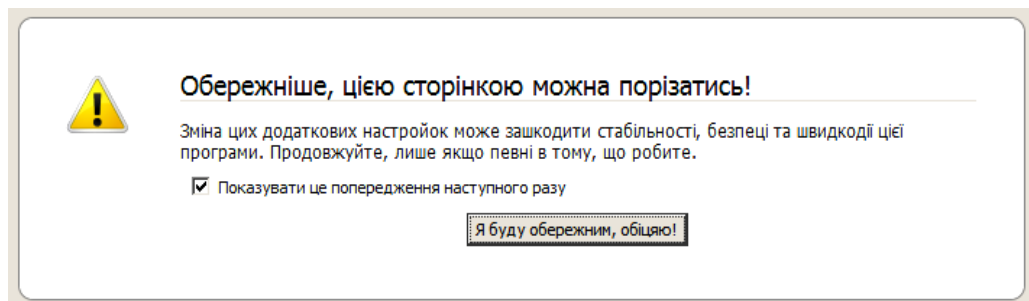 Обережніше, цією сторінкою можна порізатись!
Зміна цих додаткових настройок може зашкодити стабільності, безпеці та швидкодії цієї
програми. Продовжуйте, лише якщо певні в тому, що робите.
Показувати це попередження наступного разу
Я буду обережним, обіцяю!